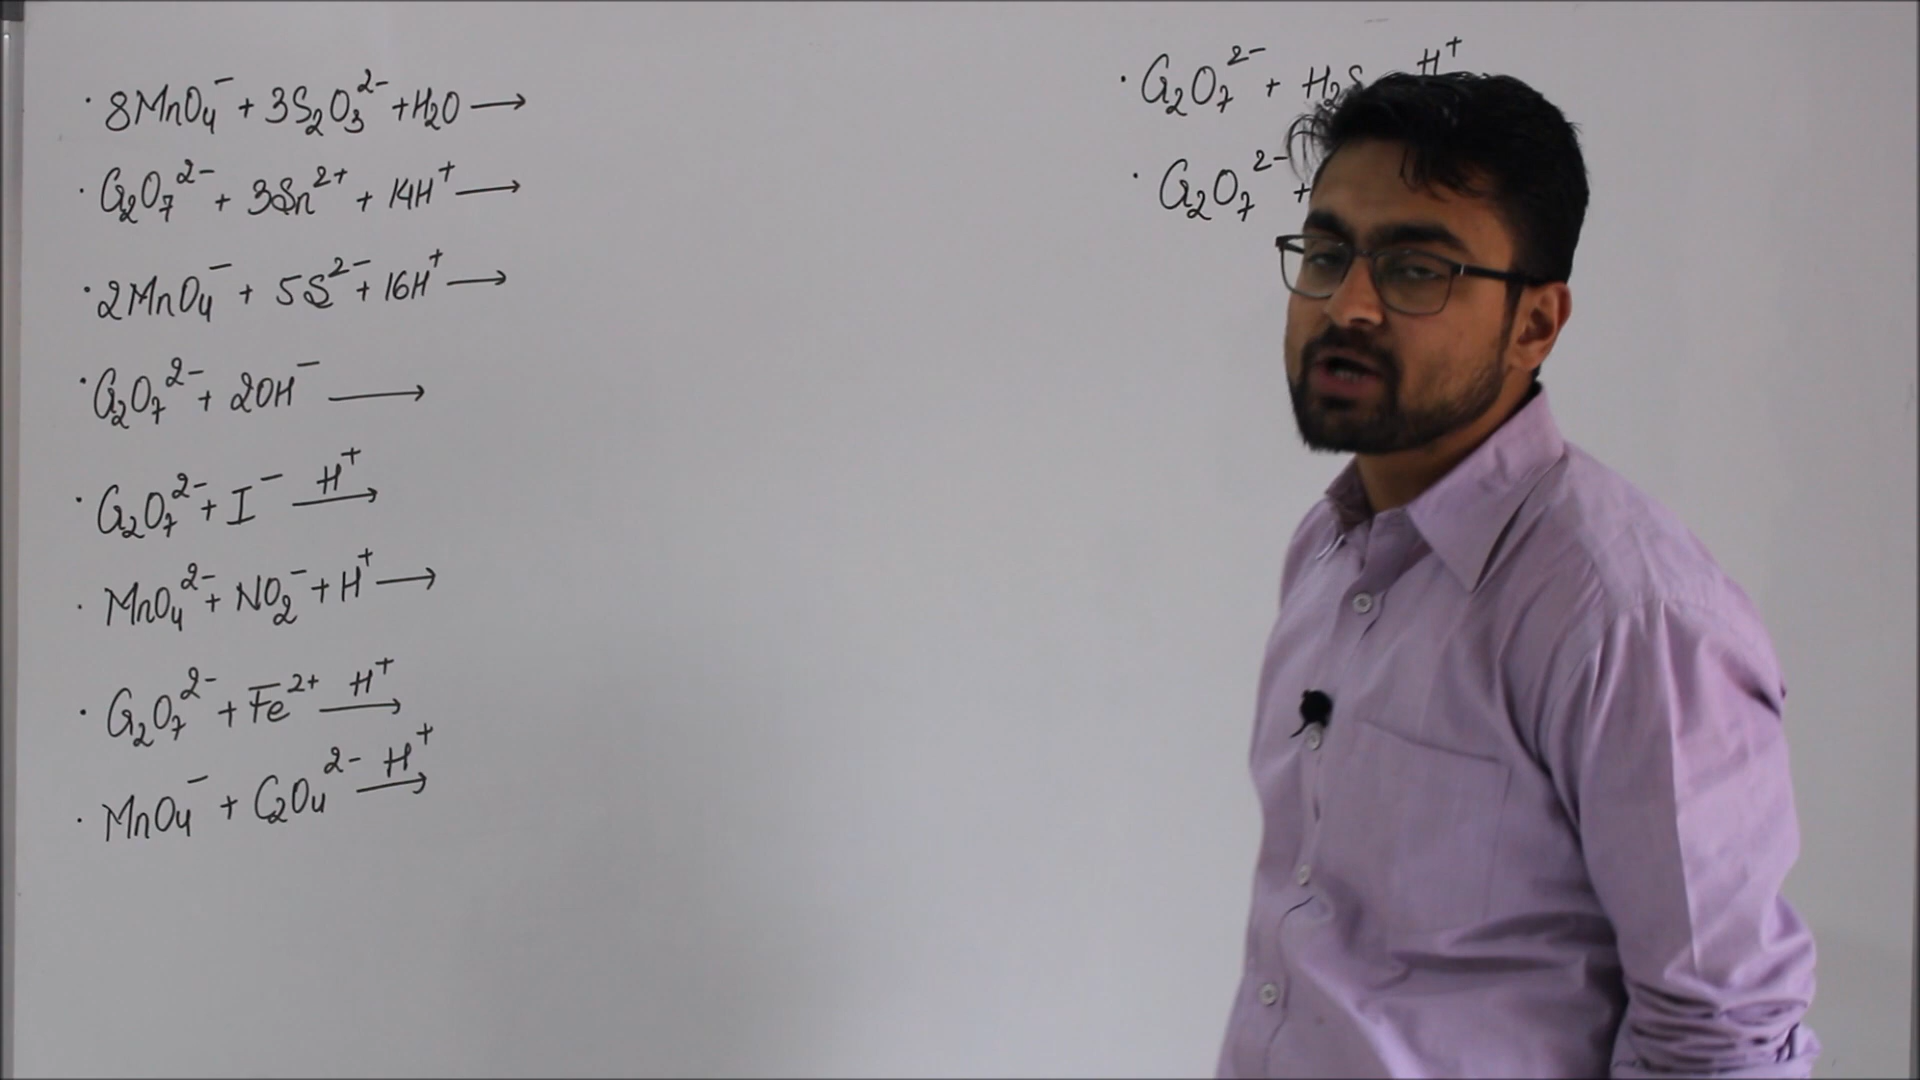 · 8MnO₄⁻ + 3S₂O₃²⁻ + H₂O ⟶
· Cr₂O₇²⁻ + 3Sn²⁺ + 14H⁺ ⟶
· 2MnO₄⁻ + 5S²⁻ + 16H⁺ ⟶
· Cr₂O₇²⁻ + 2OH⁻ ⟶
· Cr₂O₇²⁻ + I⁻ ⟶ H⁺
· MnO₄²⁻ + NO₂⁻ + H⁺ ⟶
· Cr₂O₇²⁻ + Fe²⁺ ⟶ H⁺
· MnO₄⁻ + C₂O₄²⁻ ⟶ H⁺
· Cr₂O₇²⁻ + H₂S H⁺
· Cr₂O₇²⁻ +